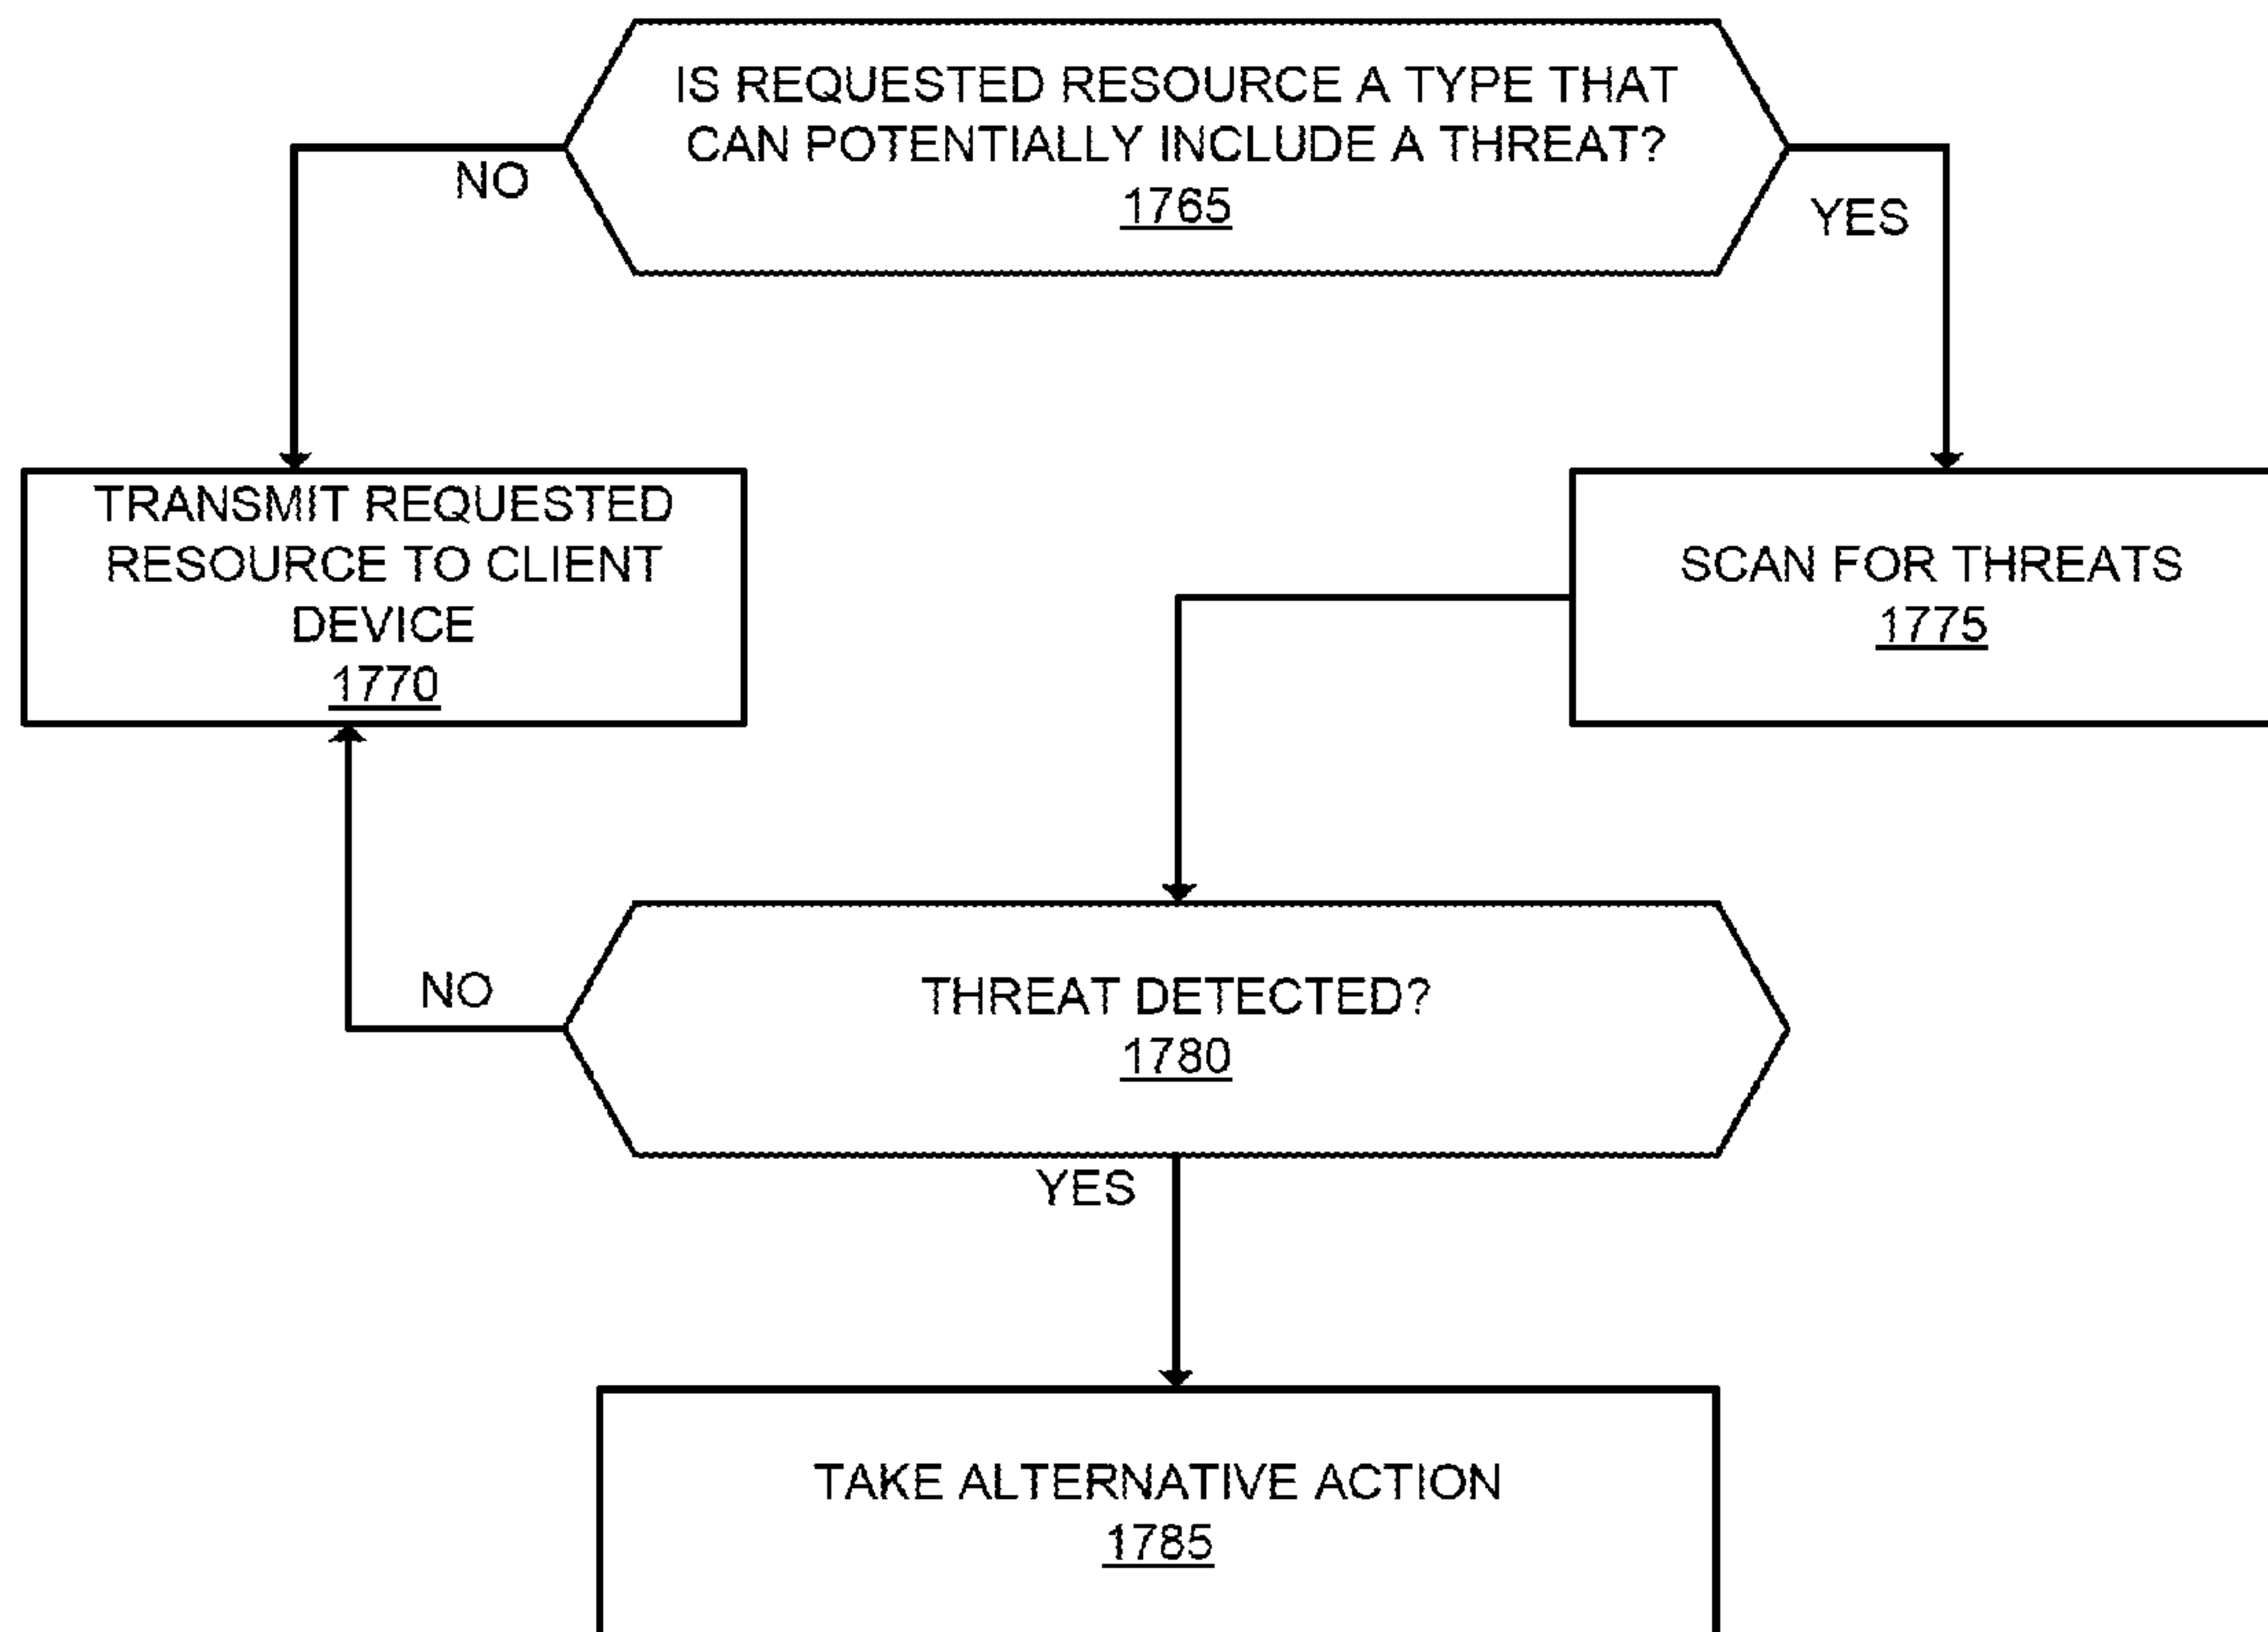 IS REQUESTED RESOURCE A TYPE THAT
CAN POTENTIALLY INCLUDE A THREAT?
1765
NO
YES
TRANSMIT REQUESTED
RESOURCE TO CLIENT
DEVICE
1770
SCAN FOR THREATS
1775
NO
THREAT DETECTED?
1780
YES
TAKE ALTERNATIVE ACTION
1785